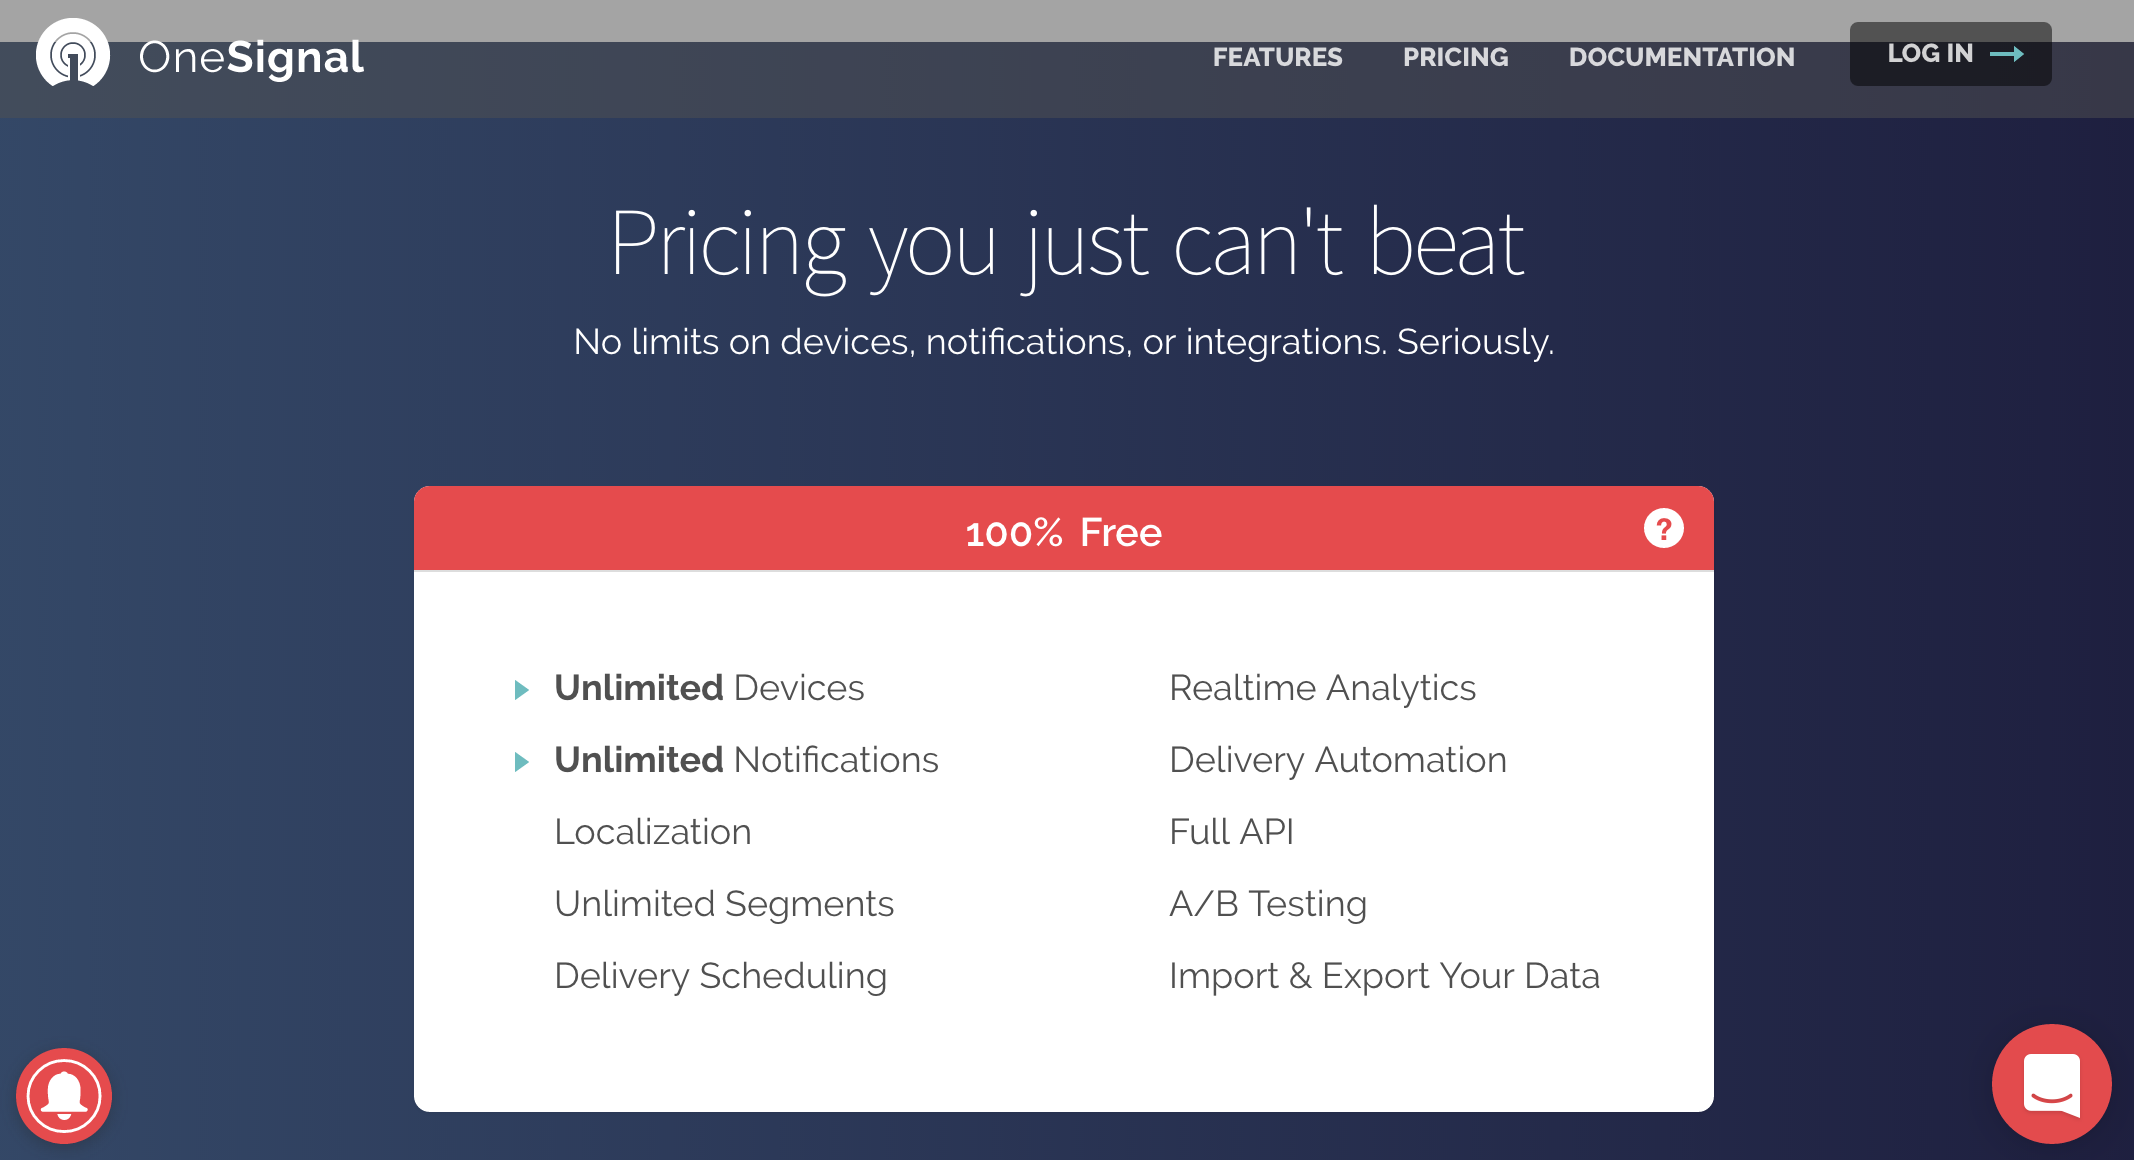 OneSignal
FEATURES
PRICING
DOCUMENTATION
LOG IN
Pricing you just can't beat
No limits on devices, notifications, or integrations. Seriously.
100% Free
?
Unlimited Devices
Unlimited Notifications
Localization
Unlimited Segments
Delivery Scheduling
Realtime Analytics
Delivery Automation
Full API
A/B Testing
Import & Export Your Data